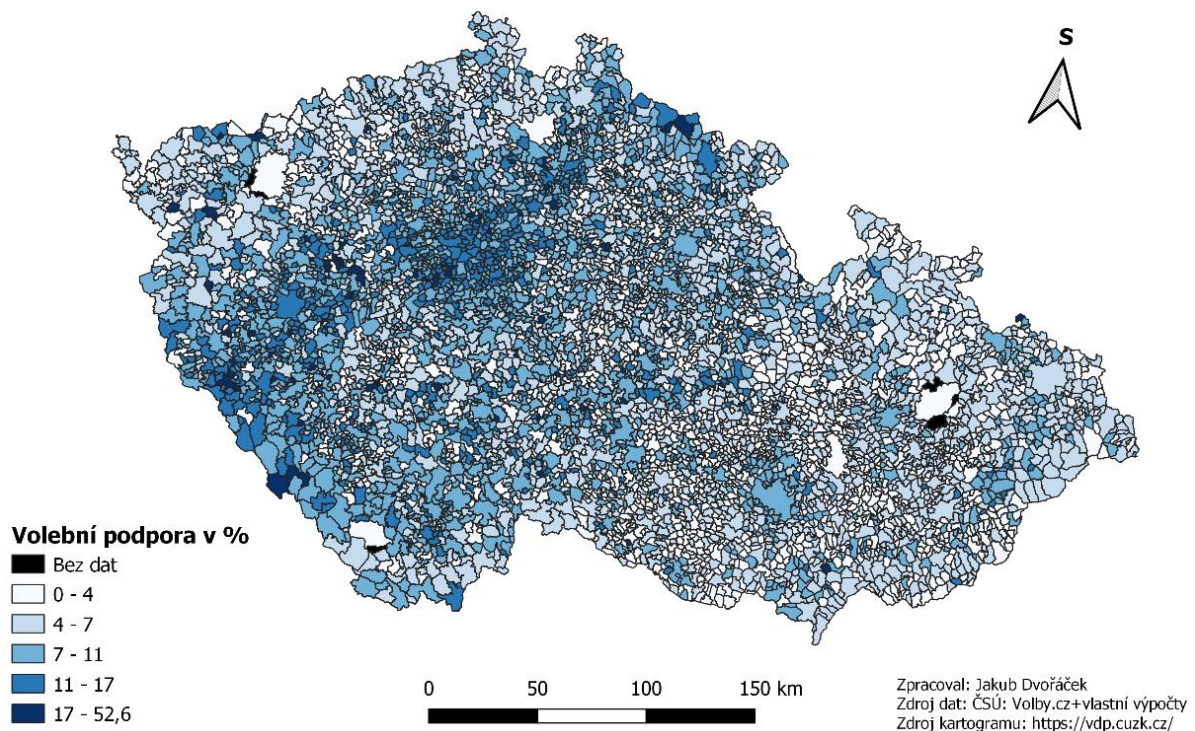 S
Volební podpora v %
Bez dat
0 - 4
4 - 7
7 - 11
11 - 17
17 - 52,6
0 50 100 150 km
Zpracoval: Jakub Dvořáček
Zdroj dat: ČSÚ: Volby.cz+vlastní výpočty
Zdroj kartogramu: https://vdp.cuzk.cz/